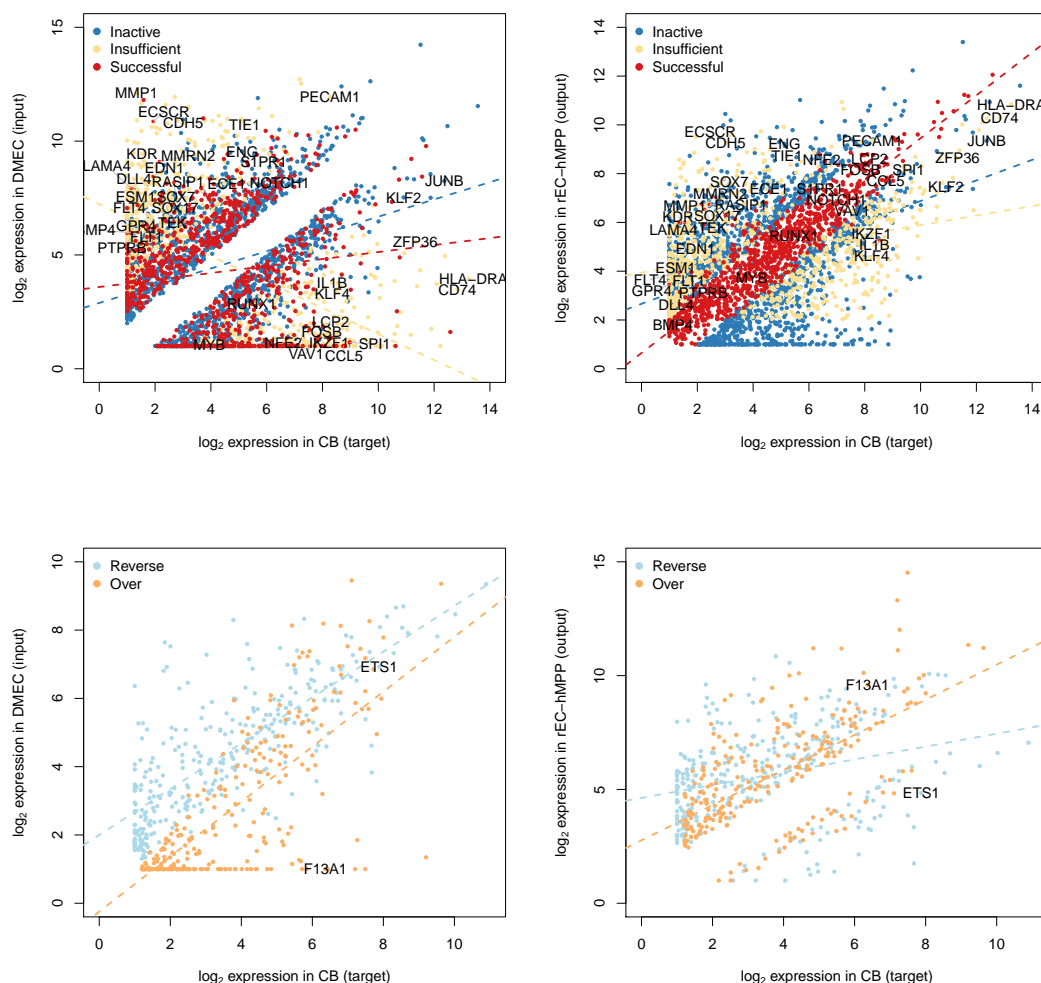 log2 expression in DMEC (input)
15
10
5
0
Inactive
Insufficient
Successful
MMP1
ECSCR
CDH5
TIE1
PECAM1
KDR
MMRN2
ENG
S1PR1
LAMA4
EDN1
DLL4
RASIP1
ECE1
NOTCH1
JUNB
ESM1
SOX7
KLF2
FLT4
SOX17
GPR4
TEK
MP4
FLT1
PTPRB
ZFP36
IL1B
KLF4
HLA−DRA
CD74
RUNX1
LCP2
FOSB
MYB
NFE2
IKZF1
SPI1
VAV1
CCL5
0 2 4 6 8 10 12 14
log2 expression in CB (target)
log2 expression in rEC−hMPP (output)
14
12
10
8
6
4
2
0
Inactive
Insufficient
Successful
HLA−DRA
CD74
ECSCR
CDH5
ENG
PECAM1
JUNB
TIE1
NFE2
LCP2
ZFP36
FOSB
SPI1
SOX7
CCL5
KLF2
MMRN2
ECE1
S1PR1
MMP1
RASIP1
NOTCH1
KDR
SOX17
VAV1
LAMA4
TEK
RUNX1
IKZF1
EDN1
IL1B
KLF4
ESM1
FLT4
FLT1
MYB
GPR4
PTPRB
DLL4
BMP4
0 2 4 6 8 10 12 14
log2 expression in CB (target)
log2 expression in DMEC (input)
10
8
6
4
2
0
Reverse
Over
ETS1
F13A1
0 2 4 6 8 10
log2 expression in CB (target)
log2 expression in rEC−hMPP (output)
15
10
5
0
Reverse
Over
F13A1
ETS1
0 2 4 6 8 10
log2 expression in CB (target)